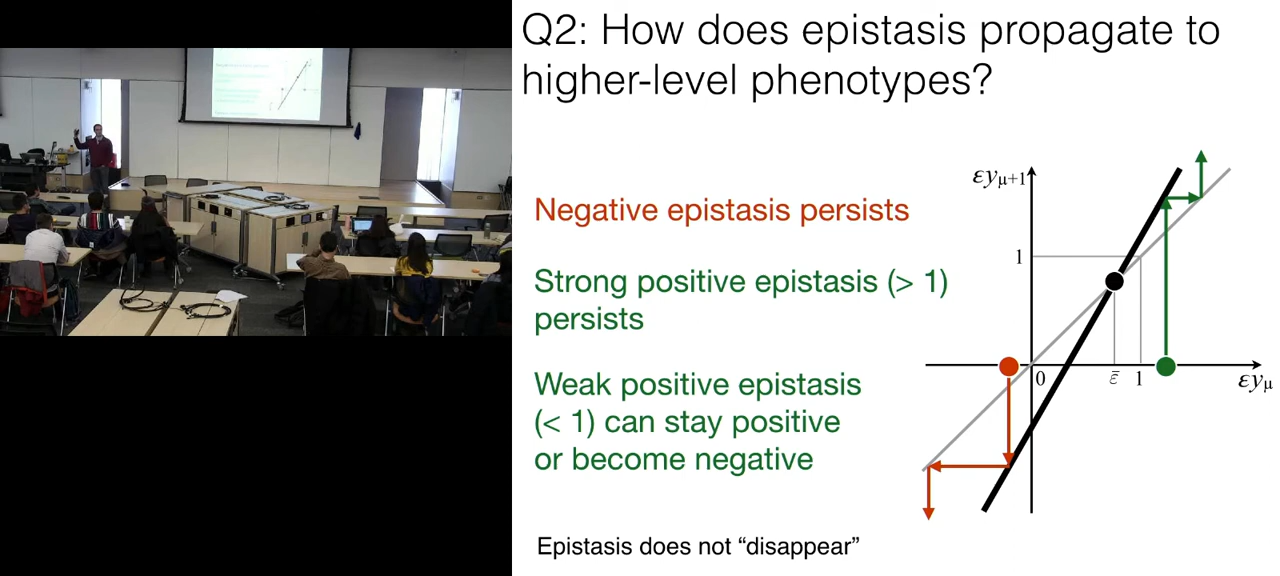 Q2: How does epistasis propagate to
higher-level phenotypes?
Negative epistasis persists
Strong positive epistasis (> 1)
persists
Weak positive epistasis
(< 1) can stay positive
or become negative
Epistasis does not “disappear”
εyμ+1
1
0
ε̄
1
εyμ